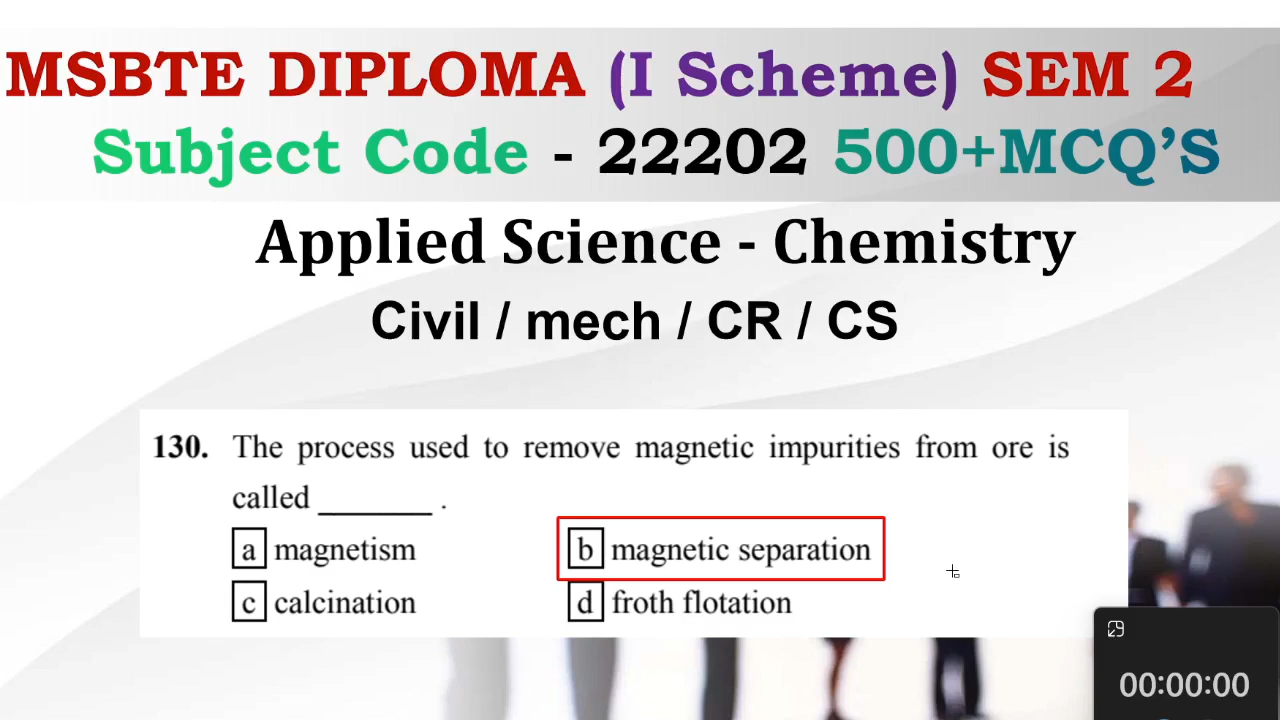 MSBTE DIPLOMA (I Scheme) SEM 2
Subject Code - 22202 500+MCQ’S
Applied Science - Chemistry
Civil / mech / CR / CS
130. The process used to remove magnetic impurities from ore is
called _______ .
a magnetism b magnetic separation
c calcination d froth flotation
00:00:00